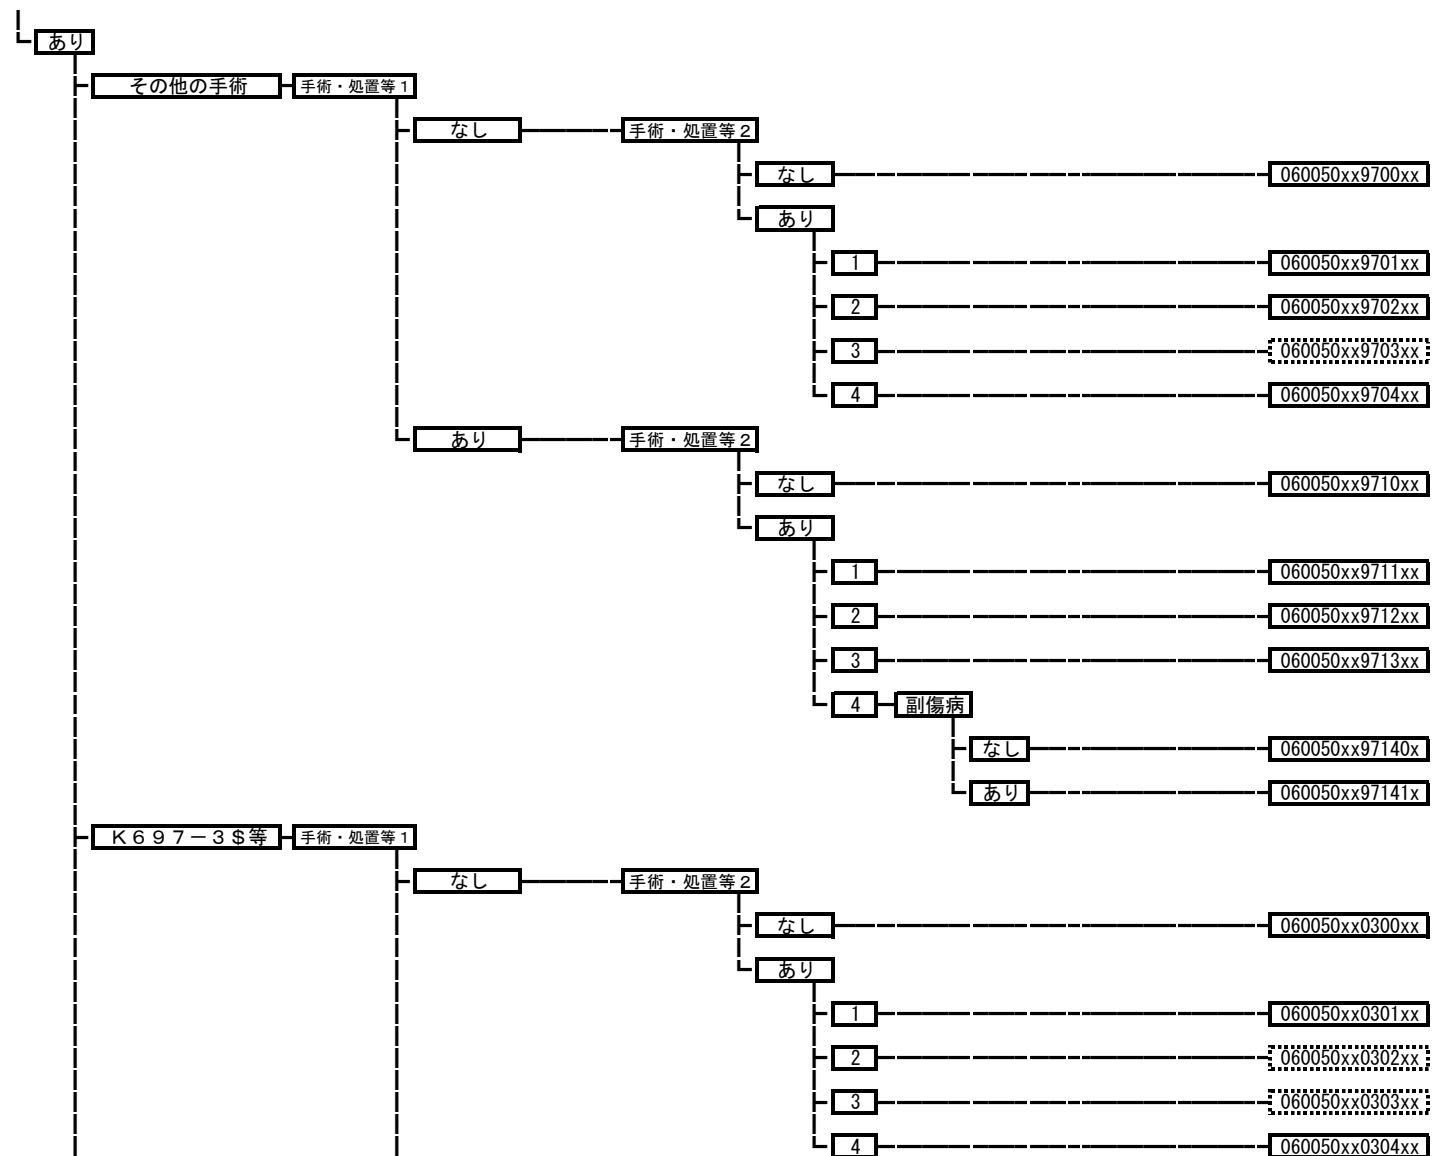 あり
その他の手術 手術・処置等1
なし 手術・処置等2
なし 060050xx9700xx
あり
1 060050xx9701xx
2 060050xx9702xx
3 060050xx9703xx
4 060050xx9704xx
あり 手術・処置等2
なし 060050xx9710xx
あり
1 060050xx9711xx
2 060050xx9712xx
3 060050xx9713xx
4 副傷病
なし 060050xx97140x
あり 060050xx97141x
K697-3$等 手術・処置等1
なし 手術・処置等2
なし 060050xx0300xx
あり
1 060050xx0301xx
2 060050xx0302xx
3 060050xx0303xx
4 060050xx0304xx